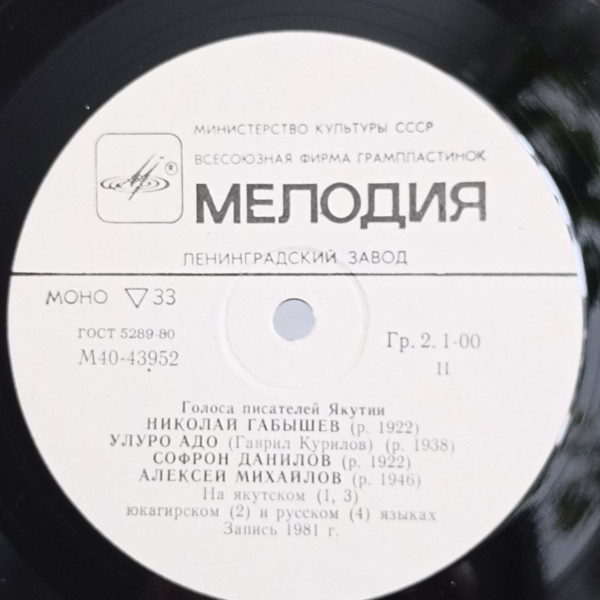 МИНИСТЕРСТВО КУЛЬТУРЫ СССР
ВСЕСОЮЗНАЯ ФИРМА ГРАМПЛАСТИНОК
®
МЕЛОДИЯ
ЛЕНИНГРАДСКИЙ ЗАВОД
МОНО ▽ 33
ГОСТ 5289-80
М40-43952
Гр. 2. 1-00
II
Голоса писателей Якутии
НИКОЛАЙ ГАБЫШЕВ (р. 1922)
УЛУРО АДО (Гаврил Курилов) (р. 1938)
СОФРОН ДАНИЛОВ (р. 1922)
АЛЕКСЕЙ МИХАЙЛОВ (р. 1946)
На якутском (1, 3)
юкагирском (2) и русском (4) языках
Запись 1981 г.